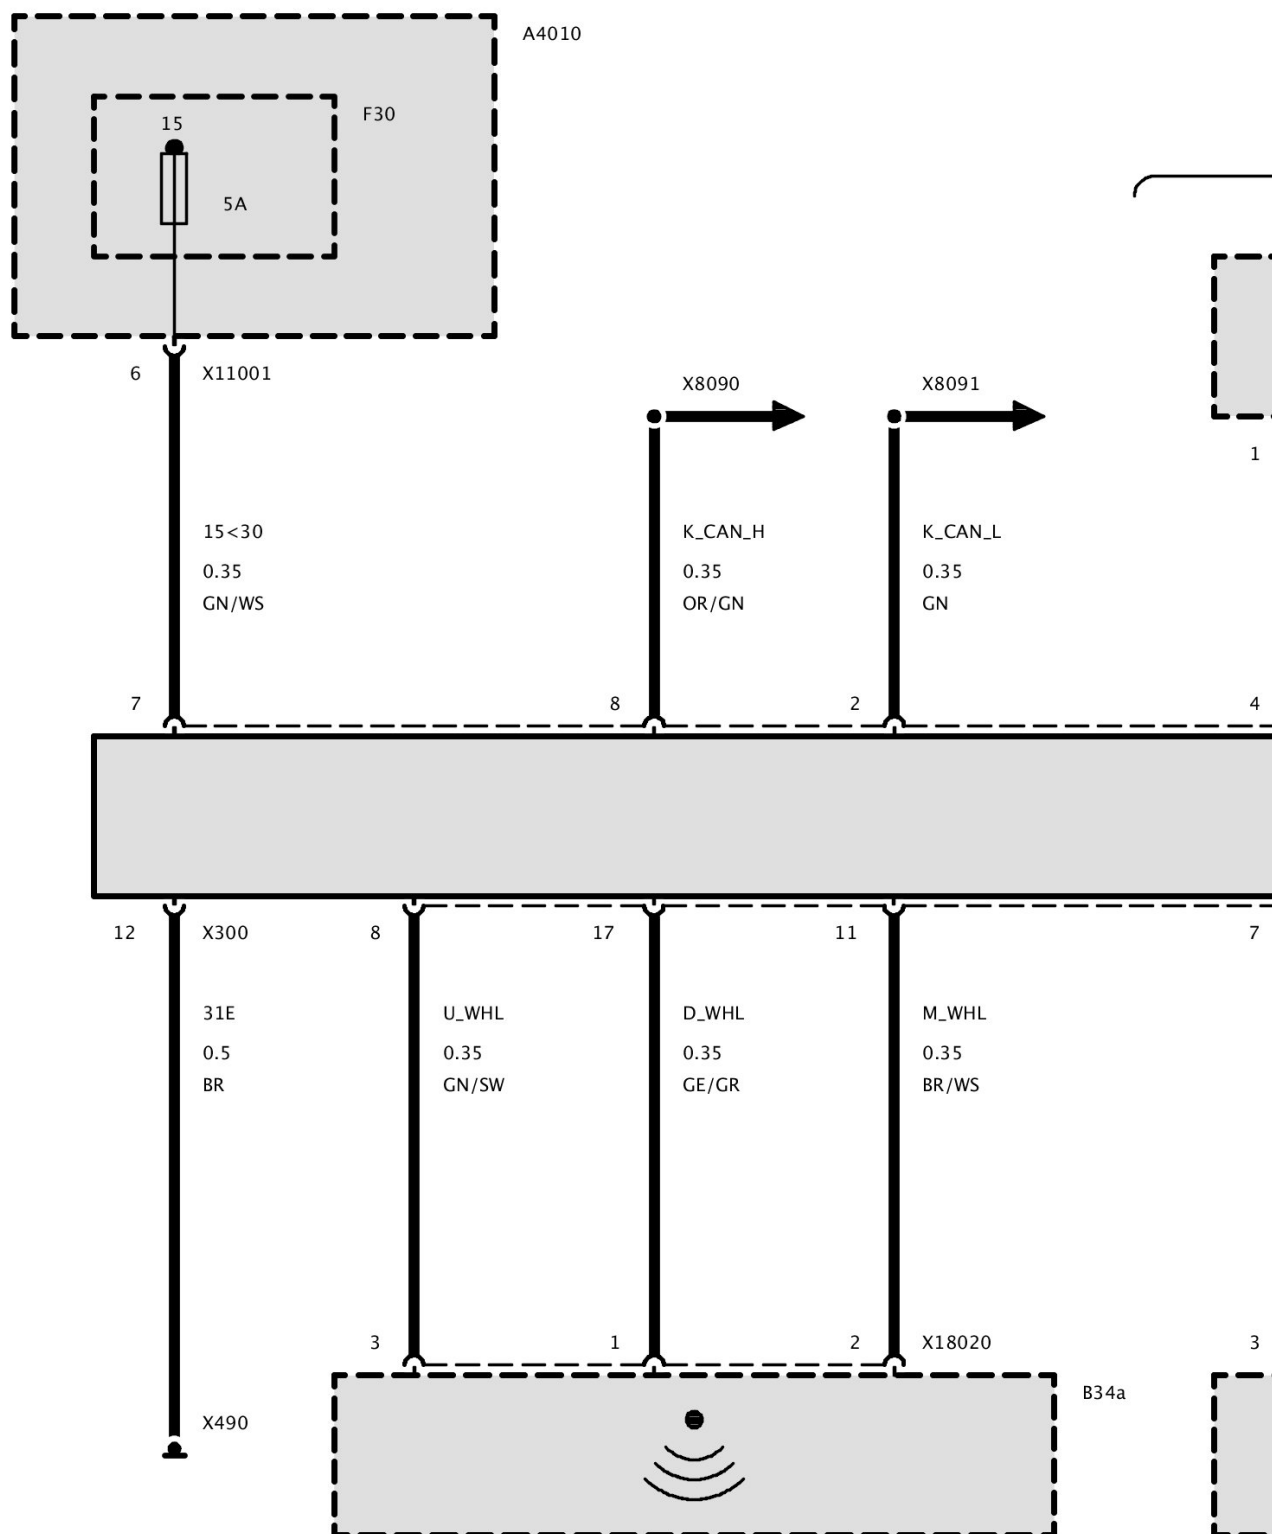 A4010
F30
15
5A
6 X11001
X8090 X8091
1
15<30 K_CAN_H K_CAN_L
0.35 0.35 0.35
GN/WS OR/GN GN
7 8 2 4
12 X300 8 17 11 7
31E U_WHL D_WHL M_WHL
0.5 0.35 0.35 0.35
BR GN/SW GE/GR BR/WS
3 1 2 X18020 3
B34a
X490